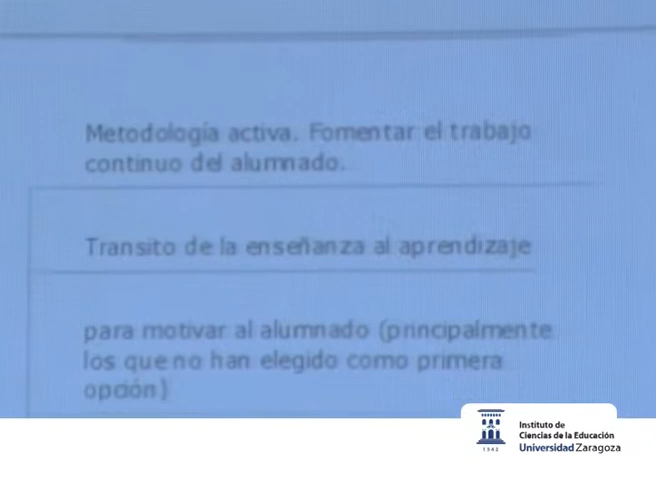 Metodología activa. Fomentar el trabajo
continuo del alumnado.
Transito de la enseñanza al aprendizaje
para motivar al alumnado (principalmente
los que no han elegido como primera
opción)
1542
Instituto de
Ciencias de la Educación
Universidad Zaragoza